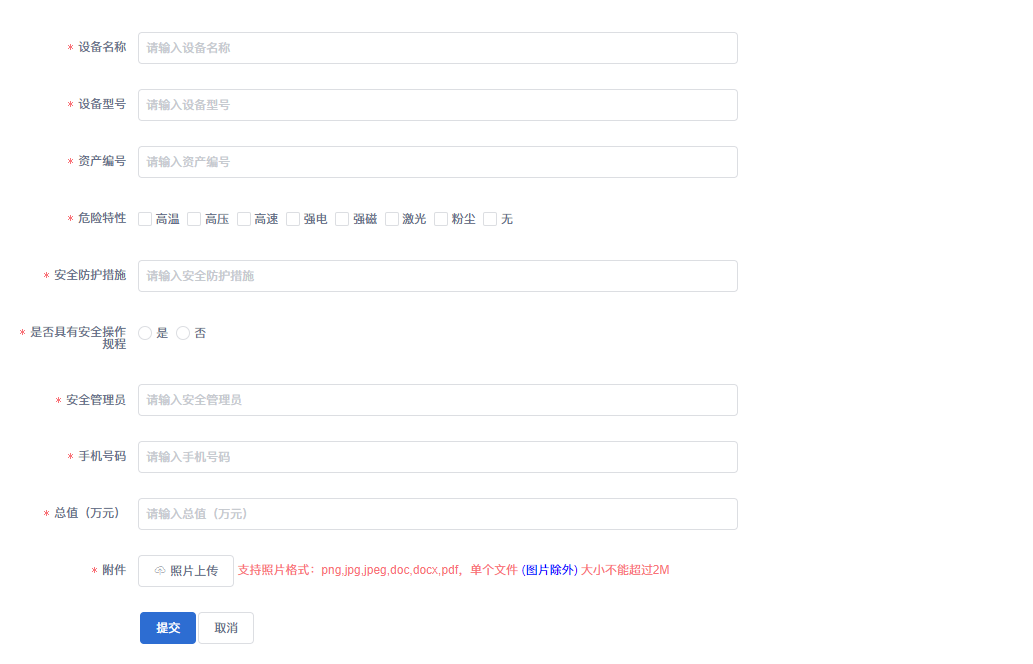 * 设备名称 请输入设备名称
* 设备型号 请输入设备型号
* 资产编号 请输入资产编号
* 危险特性 高温 高压 高速 强电 强磁 激光 粉尘 无
* 安全防护措施 请输入安全防护措施
* 是否具有安全操作 是 否
规程
* 安全管理员 请输入安全管理员
* 手机号码 请输入手机号码
* 总值（万元） 请输入总值（万元）
* 附件 照片上传 支持照片格式：png,jpg,jpeg,doc,docx,pdf，单个文件 (图片除外) 大小不能超过2M
提交 取消